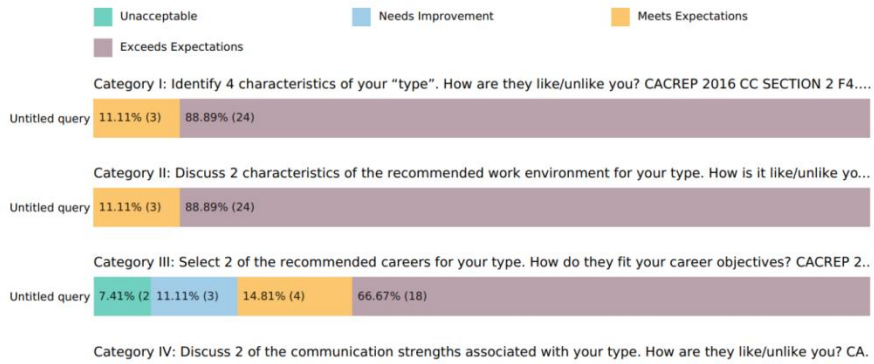 Unacceptable Needs Improvement Meets Expectations
Exceeds Expectations
Category I: Identify 4 characteristics of your “type”. How are they like/unlike you? CACREP 2016 CC SECTION 2 F4....
Untitled query 11.11% (3) 88.89% (24)
Category II: Discuss 2 characteristics of the recommended work environment for your type. How is it like/unlike yo...
Untitled query 11.11% (3) 88.89% (24)
Category III: Select 2 of the recommended careers for your type. How do they fit your career objectives? CACREP 2..
Untitled query 7.41% (2 11.11% (3) 14.81% (4) 66.67% (18)
Category IV: Discuss 2 of the communication strengths associated with your type. How are they like/unlike you? CA.